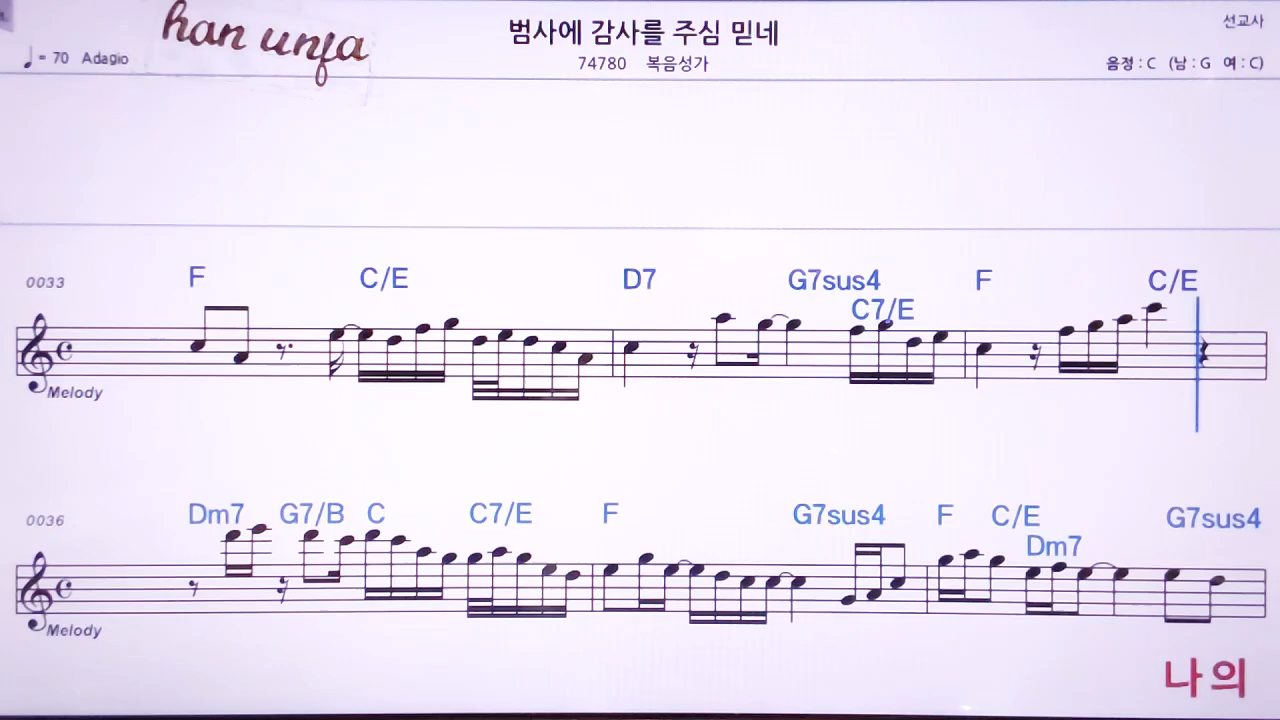 han unja
범사에 감사를 주심 믿네
선교사
♩= 70 Adagio
74780 복음성가
음정 : C (남 : G 여 : C)
0033
F C/E D7 G7sus4 C7/E F C/E
Melody
0036
Dm7 G7/B C C7/E F G7sus4 F C/E Dm7 G7sus4
Melody
나의